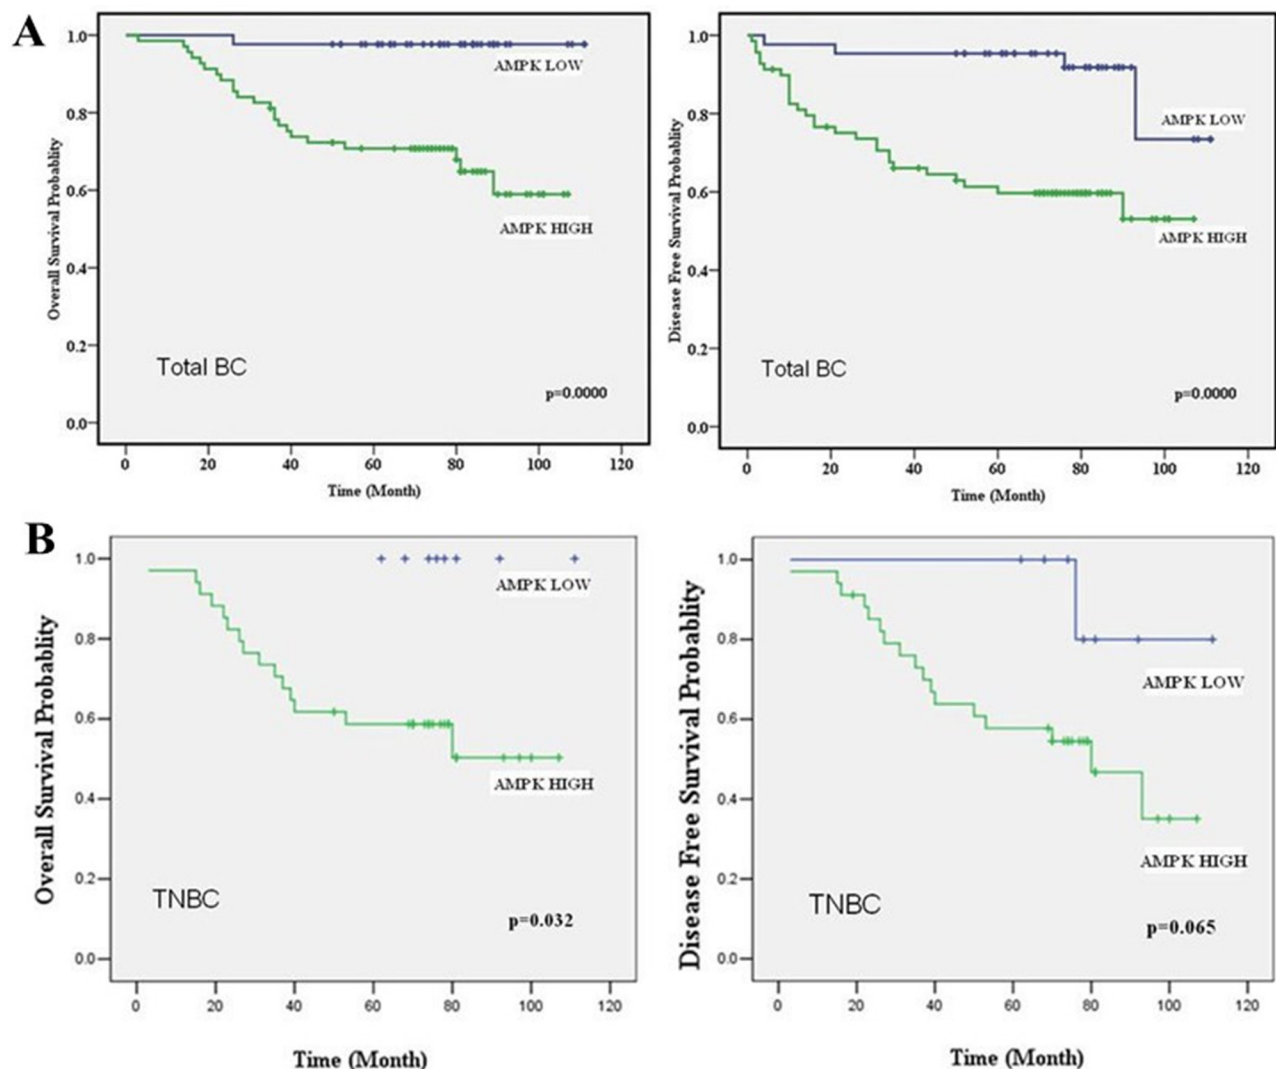 A
Overall Survival Probablity
1.0
0.8
0.6
0.4
0.2
0.0
AMPK LOW
AMPK HIGH
Total BC
p=0.0000
0 20 40 60 80 100 120
Time (Month)
Disease Free Survival Probablity
1.0
0.8
0.6
0.4
0.2
0.0
AMPK LOW
AMPK HIGH
Total BC
p=0.0000
0 20 40 60 80 100 120
Time (Month)
B
Overall Survival Probablity
1.0
0.8
0.6
0.4
0.2
0.0
AMPK LOW
AMPK HIGH
TNBC
p=0.032
0 20 40 60 80 100 120
Time (Month)
Disease Free Survival Probablity
1.0
0.8
0.6
0.4
0.2
0.0
AMPK LOW
AMPK HIGH
TNBC
p=0.065
0 20 40 60 80 100 120
Time (Month)